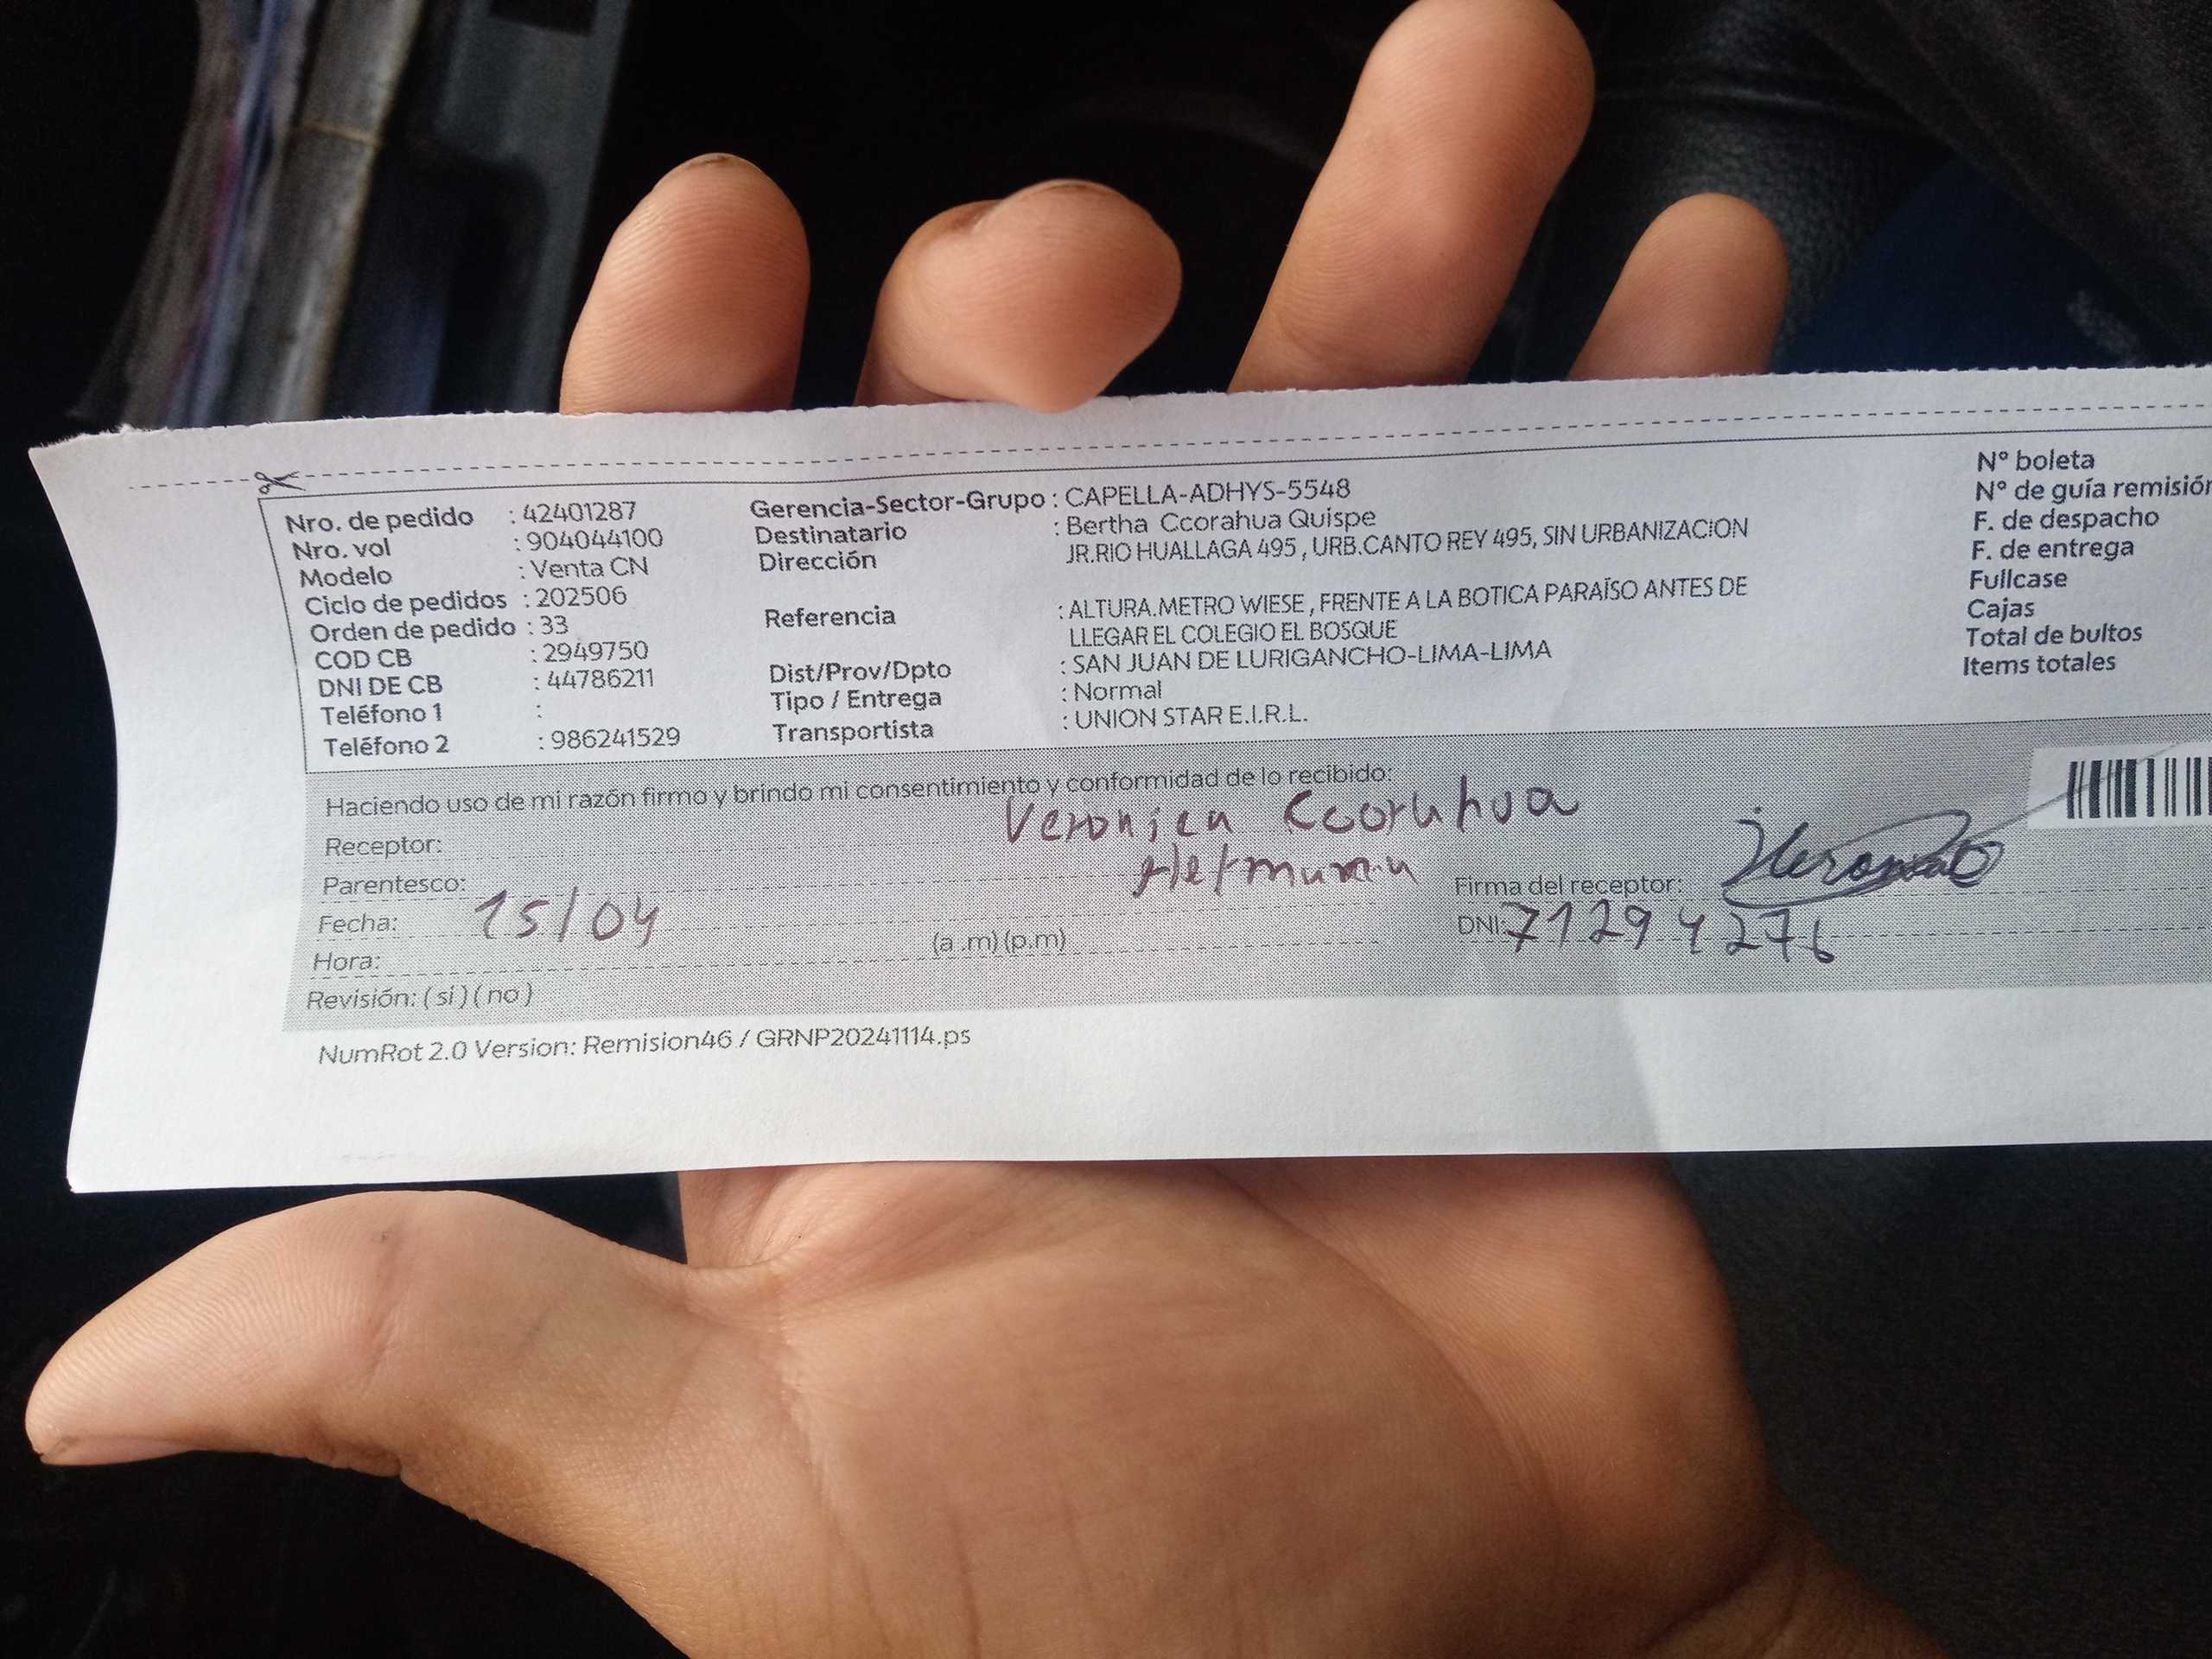 Nro. de pedido : 42401287
Nro. vol : 904044100
Modelo : Venta CN
Ciclo de pedidos : 202506
Orden de pedido : 33
COD CB : 2949750
DNI DE CB : 44786211
Teléfono 1 :
Teléfono 2 : 986241529
Gerencia-Sector-Grupo : CAPELLA-ADHYS-5548
Destinatario : Bertha Ccorahua Quispe
Dirección JR.RIO HUALLAGA 495 , URB.CANTO REY 495, SIN URBANIZACION
Referencia : ALTURA.METRO WIESE , FRENTE A LA BOTICA PARAÍSO ANTES DE
LLEGAR EL COLEGIO EL BOSQUE
Dist/Prov/Dpto : SAN JUAN DE LURIGANCHO-LIMA-LIMA
Tipo / Entrega : Normal
Transportista : UNION STAR E.I.R.L.
N° boleta
N° de guía remisión
F. de despacho
F. de entrega
Fullcase
Cajas
Total de bultos
Items totales
Haciendo uso de mi razón firmo y brindo mi consentimiento y conformidad de lo recibido:
Receptor: Veronica Ccorahua
Parentesco:
Firma del receptor:
Fecha: 15/04
DNI: 71294276
Hora: (a .m) (p.m)
Revisión: ( si ) ( no )
NumRot 2.0 Version: Remision46 / GRNP20241114.ps